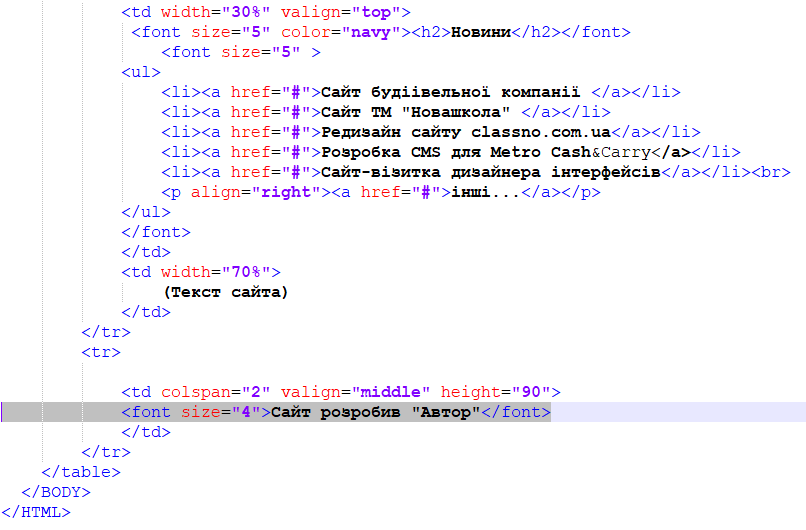 <td width="30%" valign="top">
<font size="5" color="navy"><h2>Новини</h2></font>
<font size="5" >
<ul>
<li><a href="#">Сайт будіівельної компанії </a></li>
<li><a href="#">Сайт ТМ "Новашкола" </a></li>
<li><a href="#">Редизайн сайту classno.com.ua</a></li>
<li><a href="#">Розробка CMS для Metro Cash&Carry</a></li>
<li><a href="#">Сайт-візитка дизайнера інтерфейсів</a></li><br>
<p align="right"><a href="#">інші...</a></p>
</ul>
</font>
</td>
<td width="70%">
(Текст сайта)
</td>
</tr>
<tr>
<td colspan="2" valign="middle" height="90">
<font size="4">Сайт розробив "Автор"</font>
</td>
</tr>
</table>
</BODY>
</HTML>